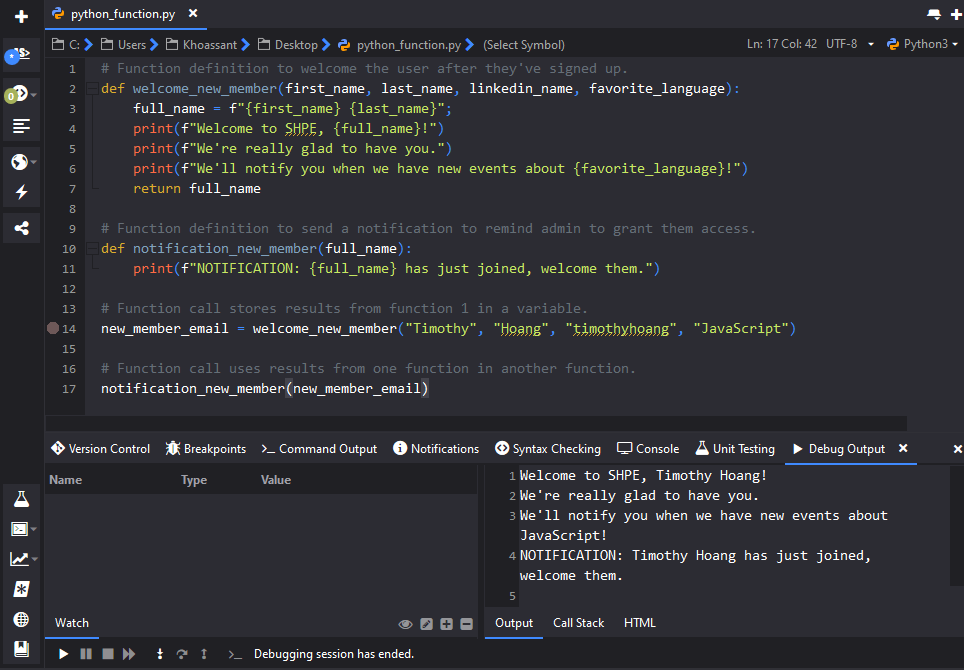 python_function.py
C: Users Khoassant Desktop python_function.py (Select Symbol) Ln: 17 Col: 42 UTF-8 Python3
1 # Function definition to welcome the user after they've signed up.
2 def welcome_new_member(first_name, last_name, linkedin_name, favorite_language):
3 full_name = f"{first_name} {last_name}";
4 print(f"Welcome to SHPE, {full_name}!")
5 print(f"We're really glad to have you.")
6 print(f"We'll notify you when we have new events about {favorite_language}!")
7 return full_name
8
9 # Function definition to send a notification to remind admin to grant them access.
10 def notification_new_member(full_name):
11 print(f"NOTIFICATION: {full_name} has just joined, welcome them.")
12
13 # Function call stores results from function 1 in a variable.
14 new_member_email = welcome_new_member("Timothy", "Hoang", "timothyhoang", "JavaScript")
15
16 # Function call uses results from one function in another function.
17 notification_new_member(new_member_email)
0
Version Control Breakpoints Command Output Notifications Syntax Checking Console Unit Testing Debug Output
Name Type Value
1 Welcome to SHPE, Timothy Hoang!
2 We're really glad to have you.
3 We'll notify you when we have new events about
JavaScript!
4 NOTIFICATION: Timothy Hoang has just joined,
welcome them.
5
Watch
Output Call Stack HTML
Debugging session has ended.